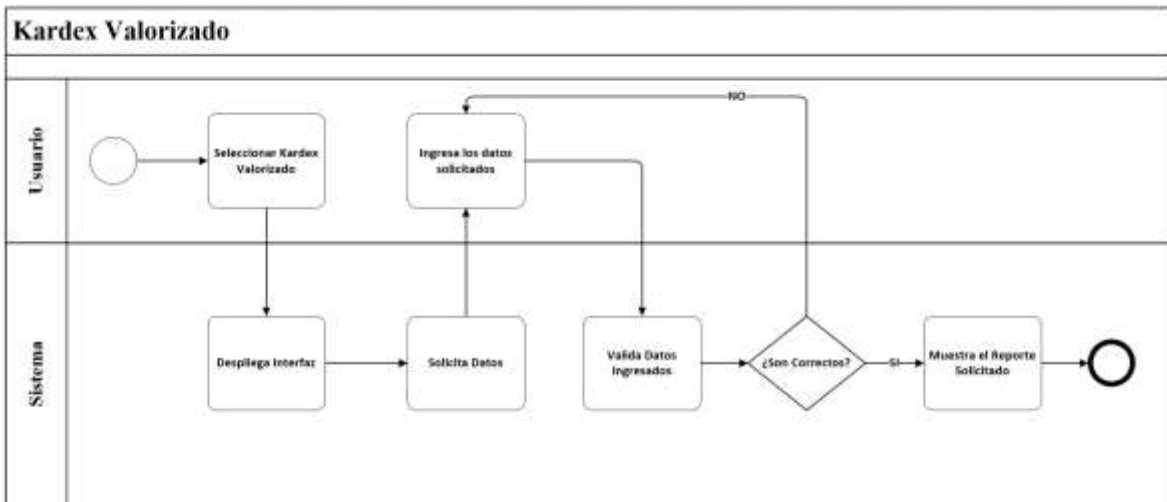 Kardex Valorizado
Usuario
Seleccionar Kardex
Valorizado
Ingresa los datos
solicitados
NO
Sistema
Despliega Interfaz
Solicita Datos
Valida Datos
Ingresados
¿Son Correctos?
SI
Muestra el Reporte
Solicitado